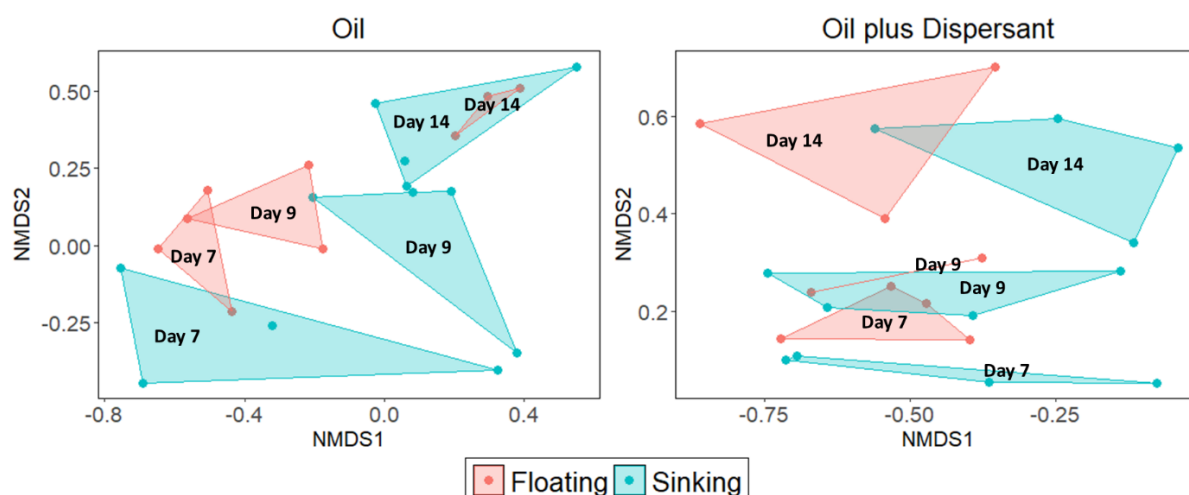 Oil
Oil plus Dispersant
NMDS2
0.50
0.25
0.00
-0.25
Day 14
Day 14
Day 9
Day 9
Day 7
Day 7
-0.8
-0.4
0.0
0.4
NMDS1
NMDS2
0.6
0.4
0.2
Day 14
Day 14
Day 9
Day 9
Day 7
Day 7
-0.75
-0.50
-0.25
NMDS1
Floating
Sinking